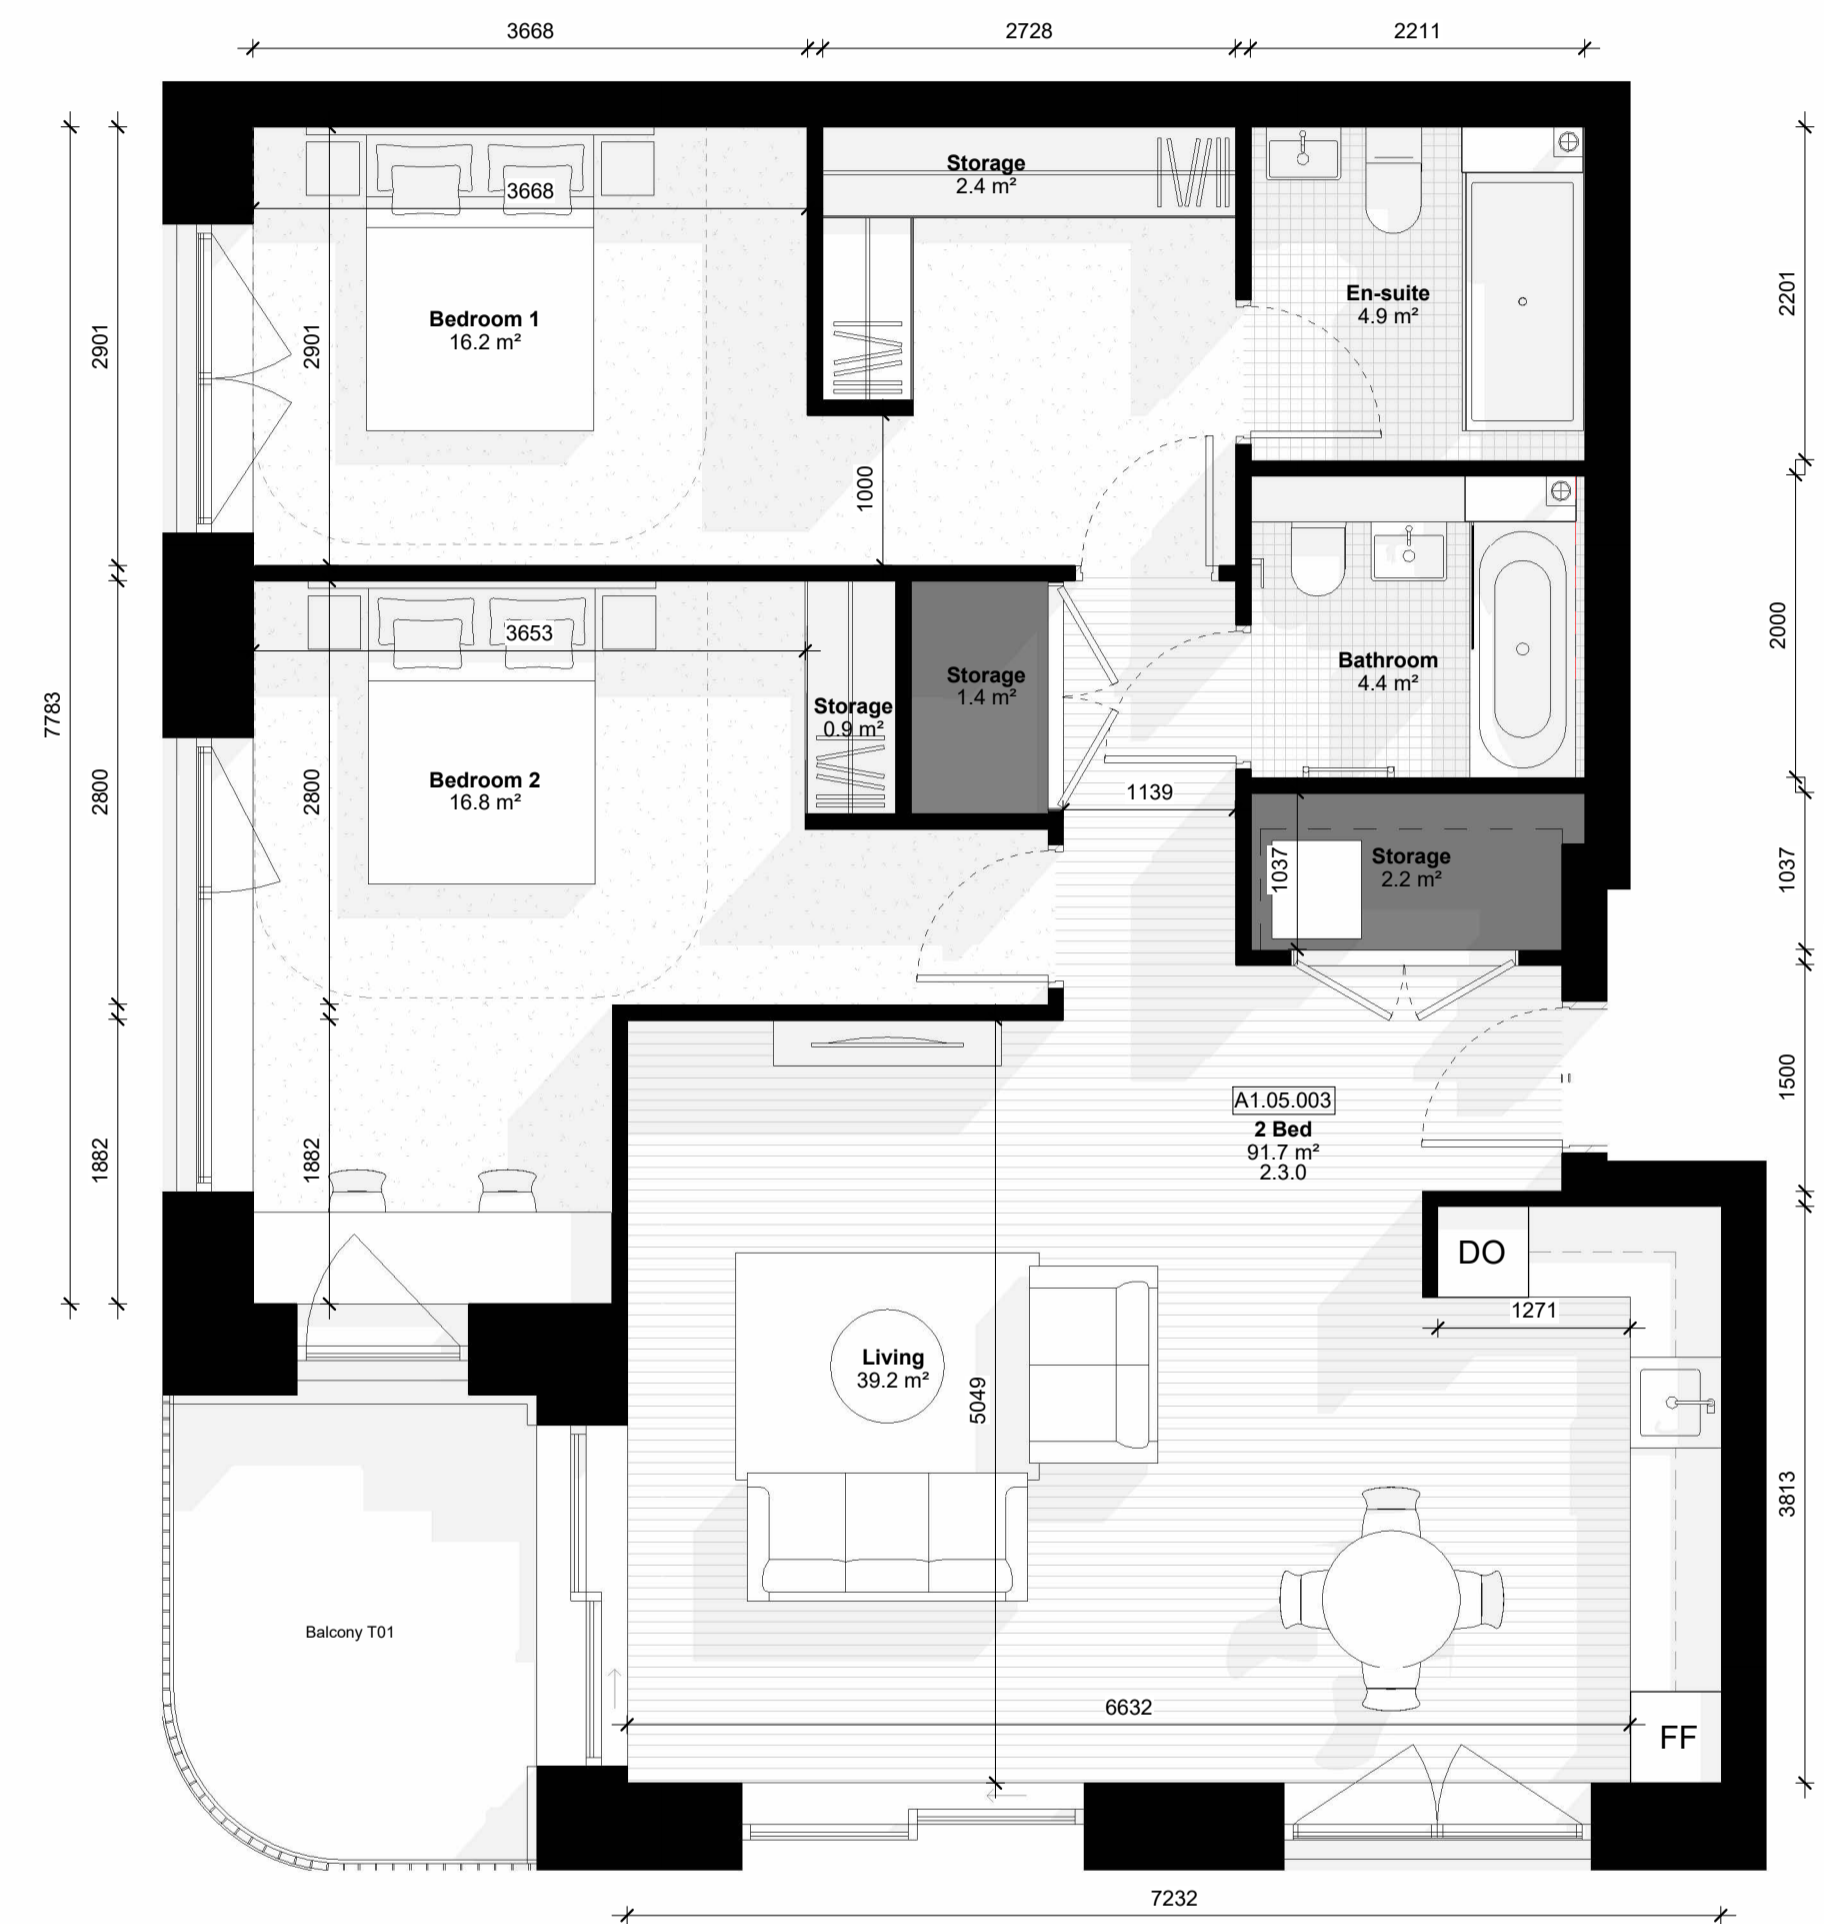 3668
2728
2211
Storage
2.4 m²
3668
2901
2901
Bedroom 1
16.2 m²
En-suite
4.9 m²
2201
1000
3653
7783
Storage
1.4 m²
Storage
0.9 m²
Bathroom
4.4 m²
2000
2800
2800
Bedroom 2
16.8 m²
1139
1037
Storage
2.2 m²
1037
A1.05.003
2 Bed
91.7 m²
2.3.0
1500
1882
1882
DO
1271
Living
39.2 m²
5049
3813
Balcony T01
6632
FF
7232